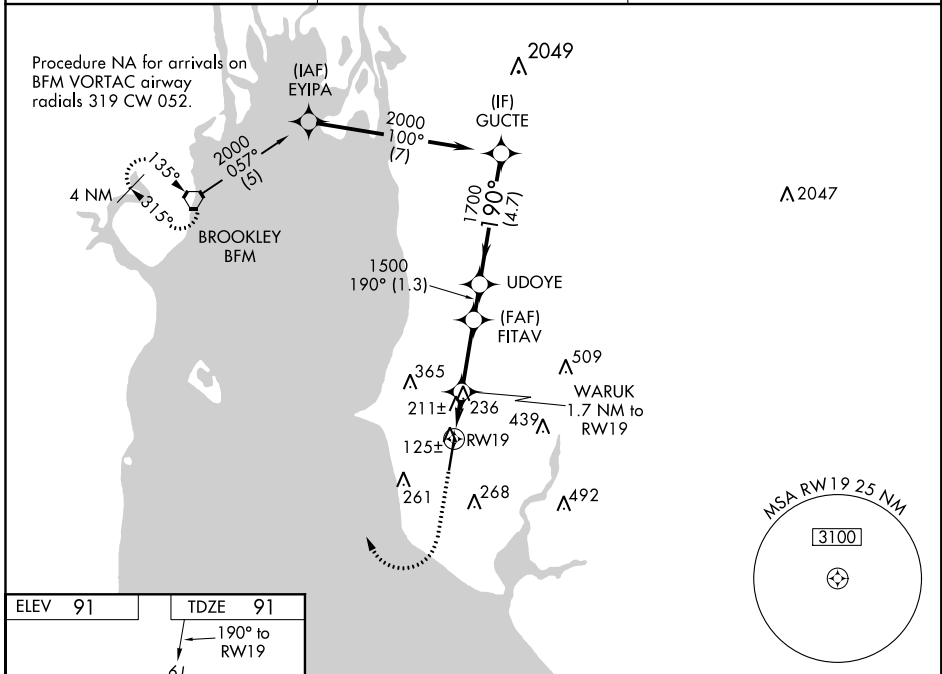 Procedure NA for arrivals on
BFM VORTAC airway
radials 319 CW 052.
(IAF)
EYIPA
2049
(IF)
GUCTE
2000
100°
(7)
2000
057°
(5)
135°
4 NM
315°
BROOKLEY
BFM
2047
1700
190°
(4.7)
1500
190° (1.3)
UDOYE
(FAF)
FITAV
509
365
WARUK
1.7 NM to
RW19
211±
236
439
125±
RW19
261
268
492
MSA RW19 25 NM
3100
ELEV 91
TDZE 91
190° to
RW19